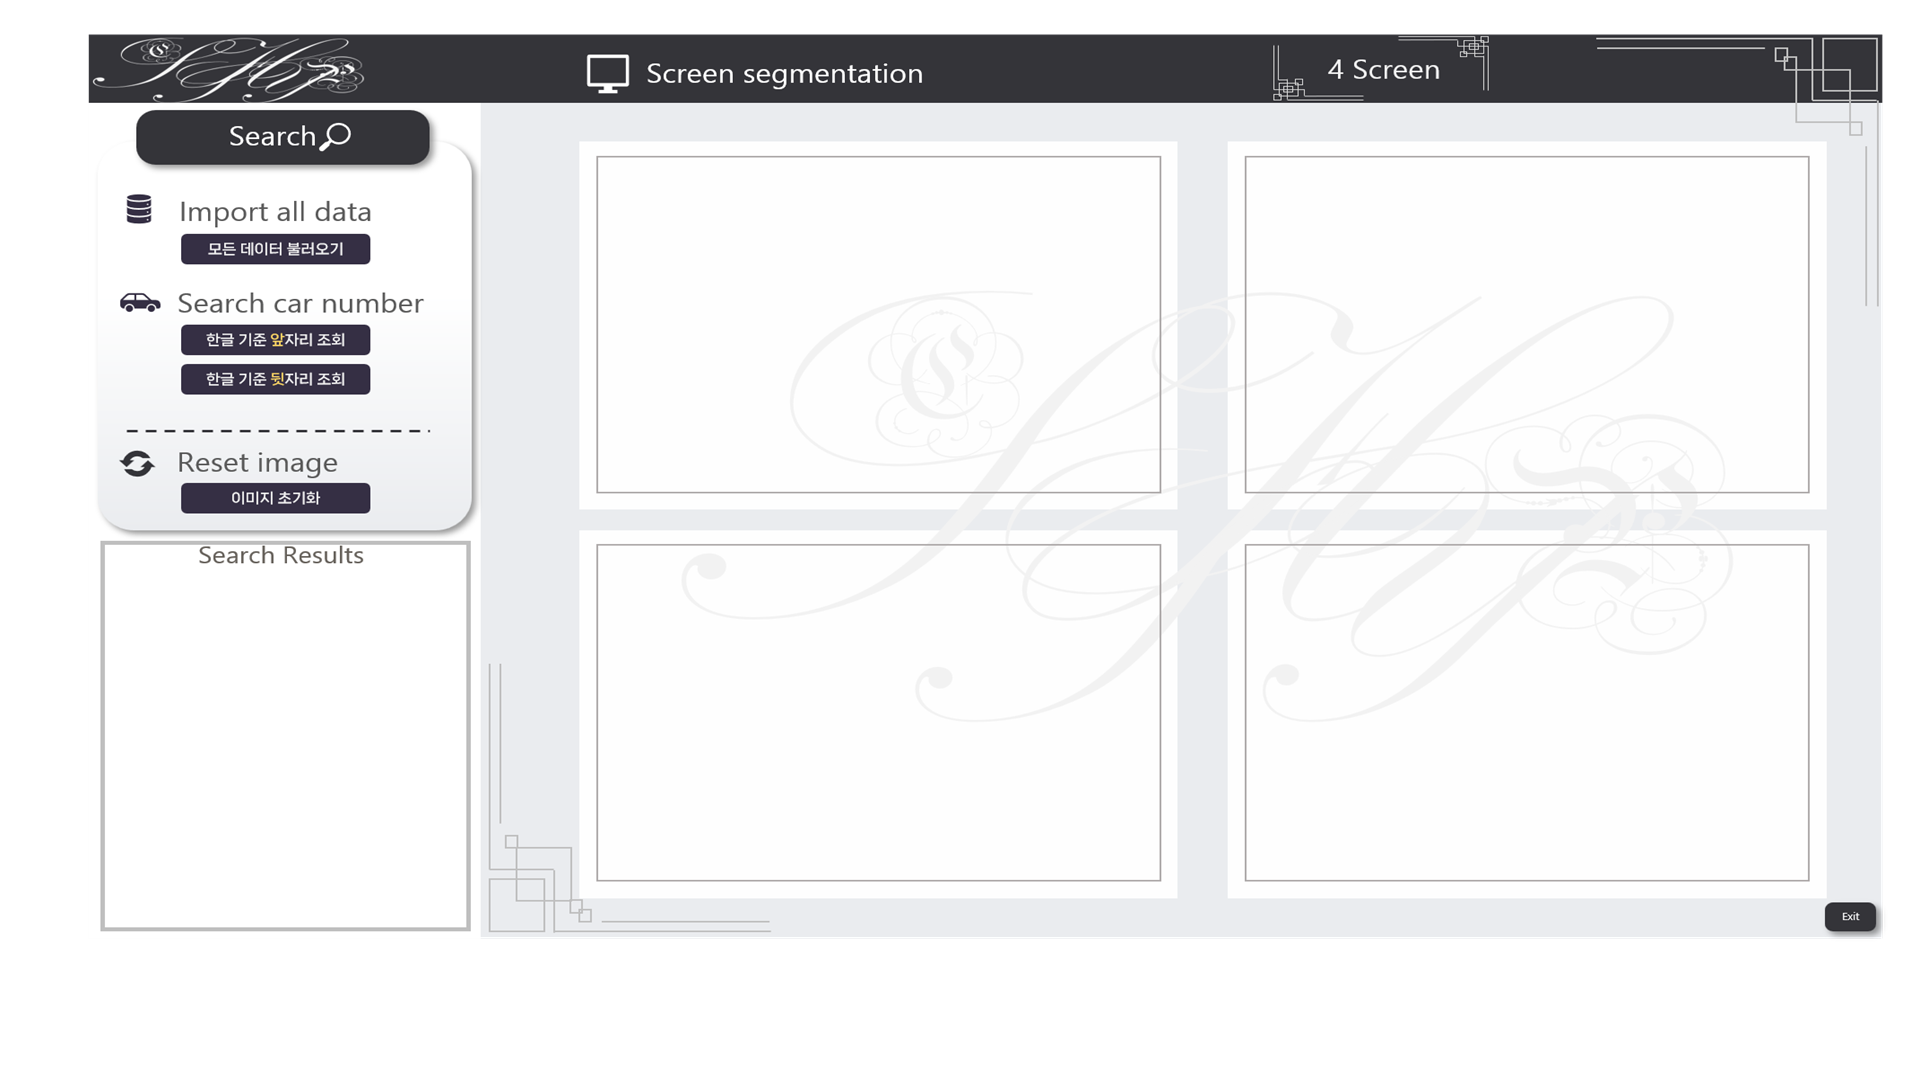 Screen segmentation
4 Screen
Search
Import all data
모든 데이터 불러오기
Search car number
한글 기준 앞자리 조회
한글 기준 뒷자리 조회
Reset image
이미지 초기화
Search Results
Exit